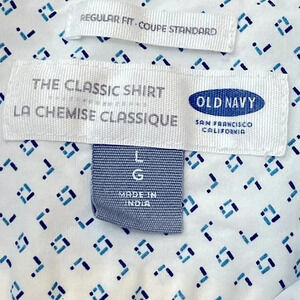 REGULAR FIT · COUPE STANDARD
THE CLASSIC SHIRT
LA CHEMISE CLASSIQUE
OLD NAVY
SAN FRANCISCO
CALIFORNIA
L
G
MADE IN
INDIA